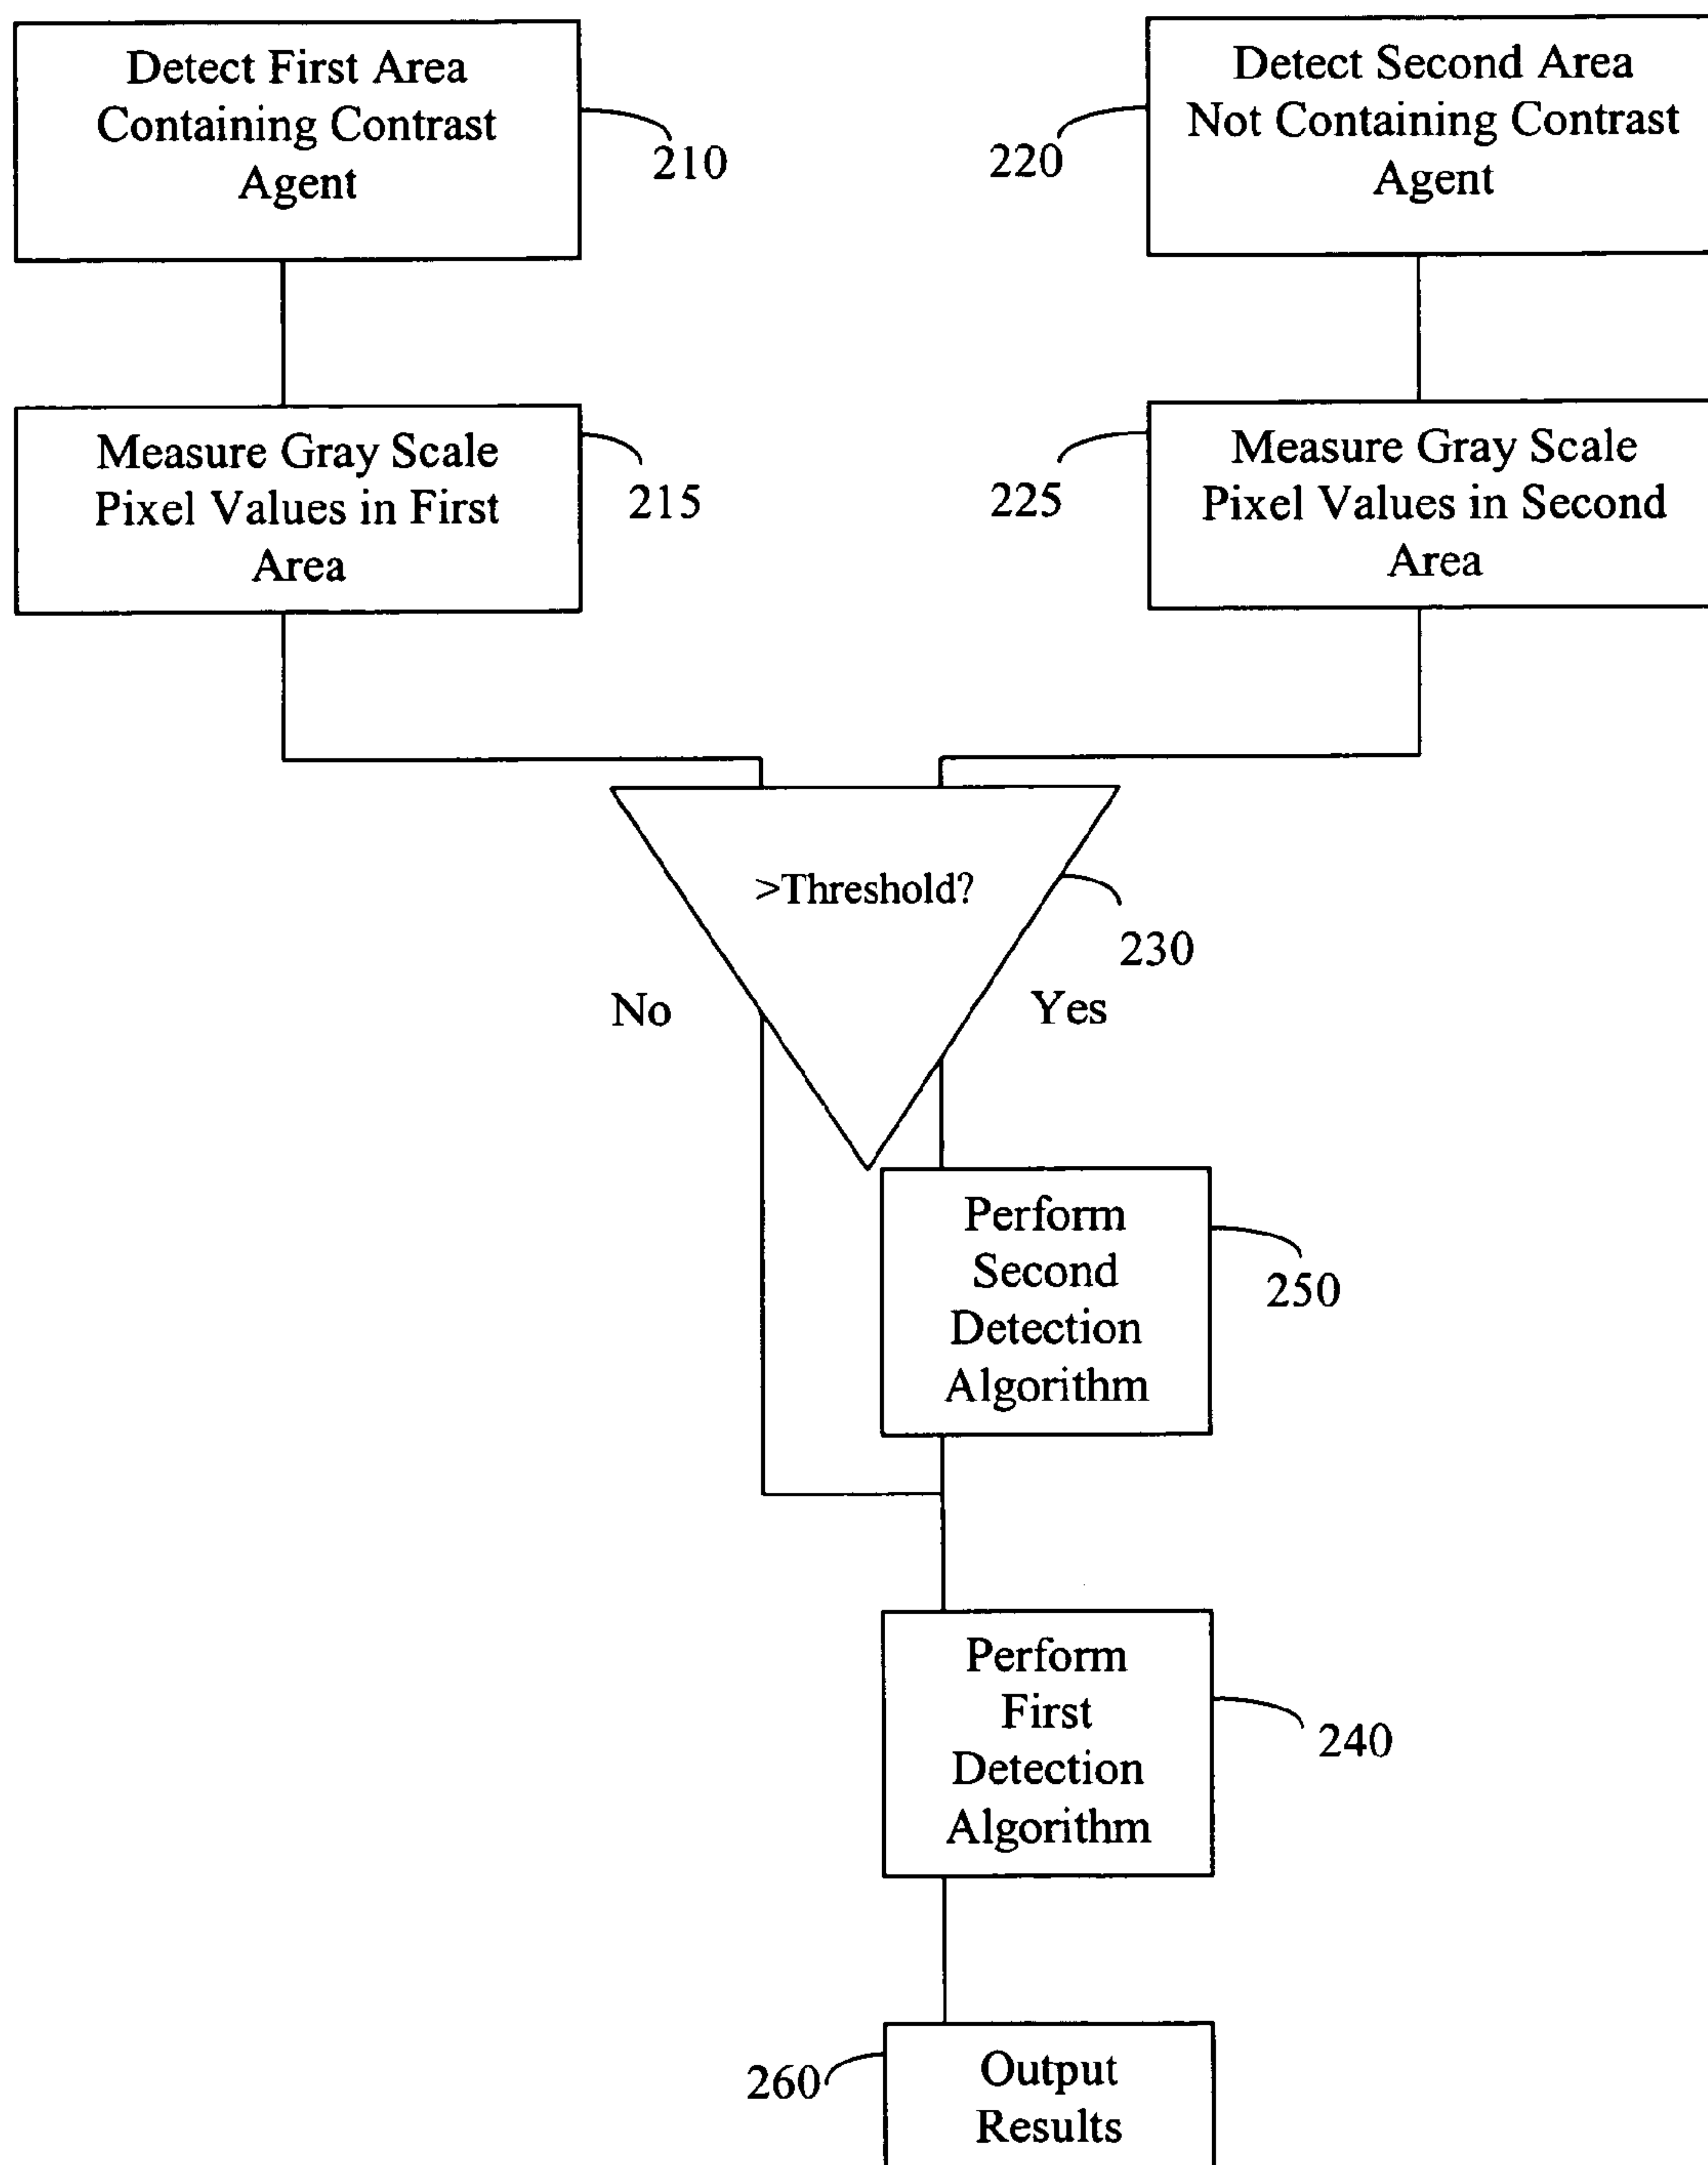 Detect First Area
Containing Contrast
Agent
210
Detect Second Area
Not Containing Contrast
Agent
220
Measure Gray Scale
Pixel Values in First
Area
215
Measure Gray Scale
Pixel Values in Second
Area
225
>Threshold?
230
No
Yes
Perform
Second
Detection
Algorithm
250
Perform
First
Detection
Algorithm
240
260
Output
Results